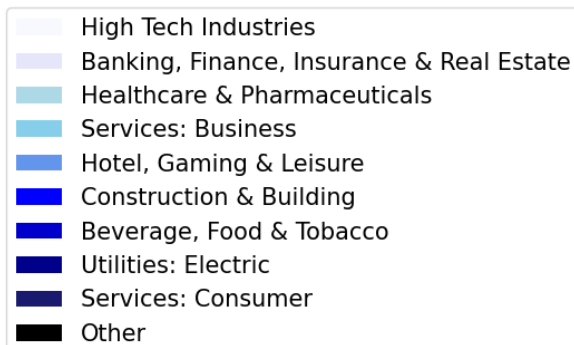 High Tech Industries
Banking, Finance, Insurance & Real Estate
Healthcare & Pharmaceuticals
Services: Business
Hotel, Gaming & Leisure
Construction & Building
Beverage, Food & Tobacco
Utilities: Electric
Services: Consumer
Other